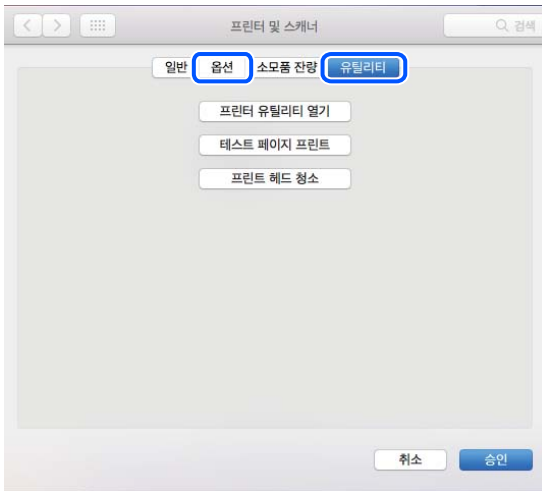 프린터 및 스캐너
검색
일반 옵션 소모품 잔량 유틸리티
프린터 유틸리티 열기
테스트 페이지 프린트
프린트 헤드 청소
취소 승인